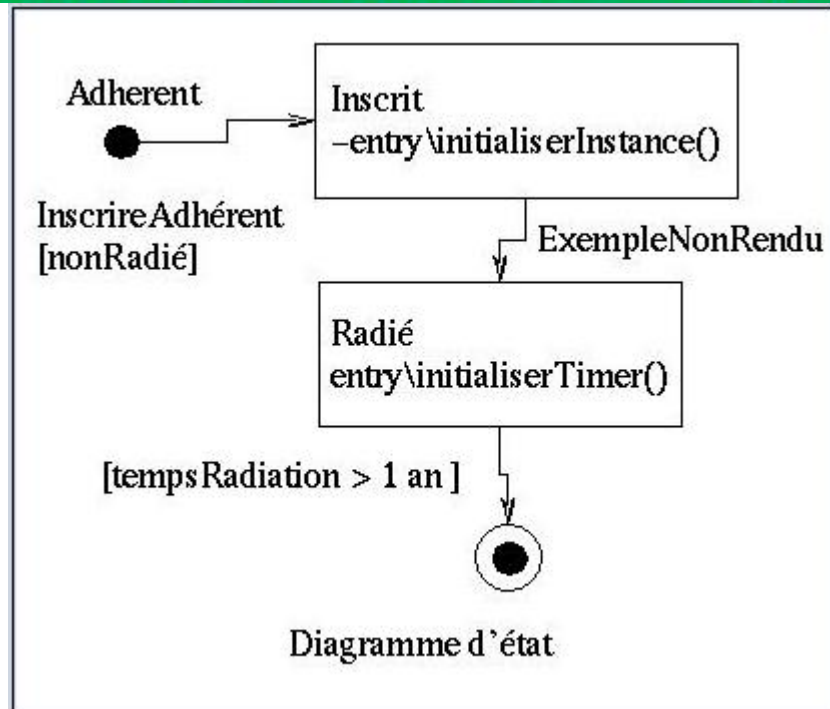 Adherent
InscrireAdhérent
[nonRadié]
Inscrit
–entry\initialiserInstance()
ExempleNonRendu
Radié
entry\initialiserTimer()
[tempsRadiation > 1 an ]
Diagramme d'état